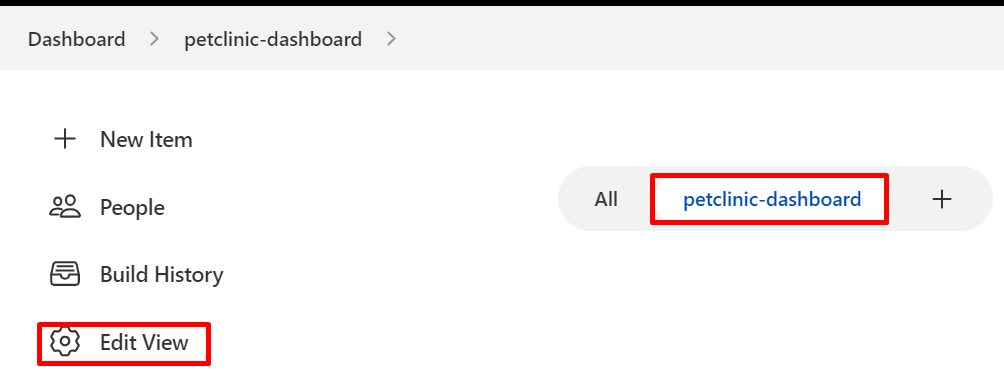 Dashboard > petclinic-dashboard >
New Item
People
Build History
Edit View
All petclinic-dashboard +